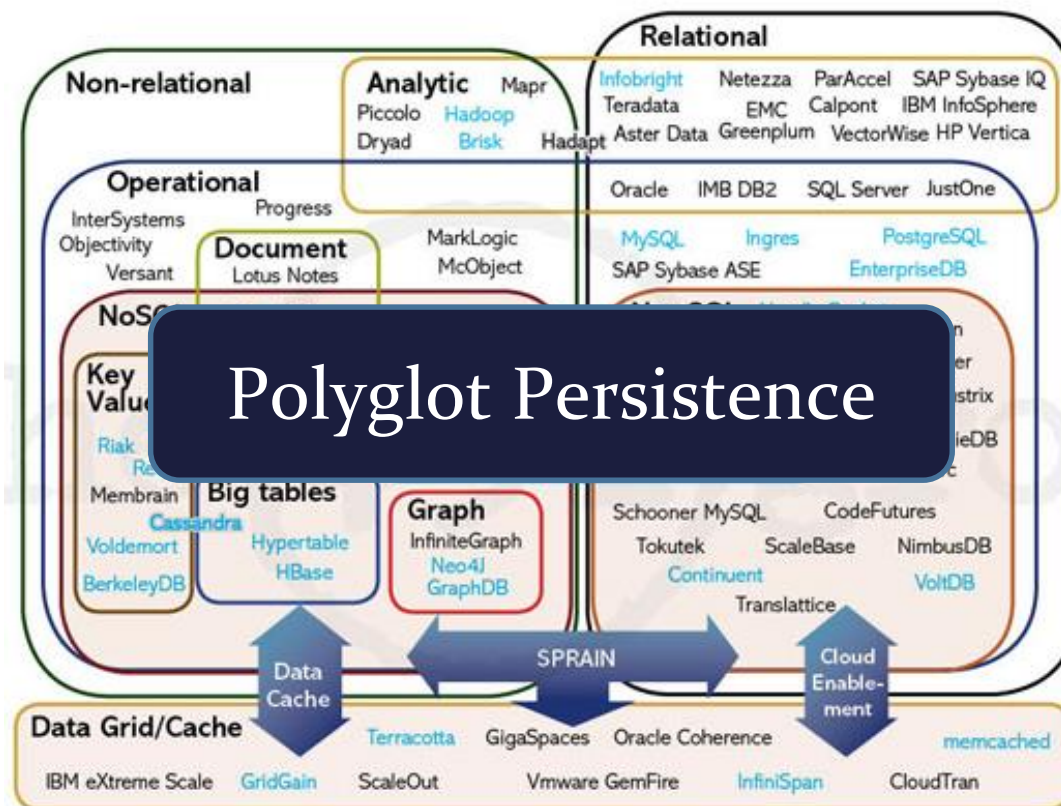 Relational
Non-relational
Analytic Mapr
Infobright Netezza ParAccel SAP Sybase IQ
Piccolo Hadoop
Teradata EMC Calpont IBM InfoSphere
Dryad Brisk Hadapt Aster Data Greenplum VectorWise HP Vertica
Operational
Oracle IMB DB2 SQL Server JustOne
InterSystems Progress
Objectivity Document MarkLogic
MySQL Ingres PostgreSQL
Versant Lotus Notes McObject
SAP Sybase ASE EnterpriseDB
Polyglot Persistence
Key
Value
Riak
Membrain Big tables
Cassandra
Graph
Schooner MySQL CodeFutures
Voldemort Hypertable InfiniteGraph
Tokutek ScaleBase NimbusDB
BerkeleyDB HBase Neo4J
GraphDB
Continuent VoltDB
Translattice
Data
Cache
SPRAIN
Cloud
Enable-
ment
Data Grid/Cache
Terracotta GigaSpaces Oracle Coherence memcached
IBM eXtreme Scale GridGain ScaleOut Vmware GemFire InfiniSpan CloudTran